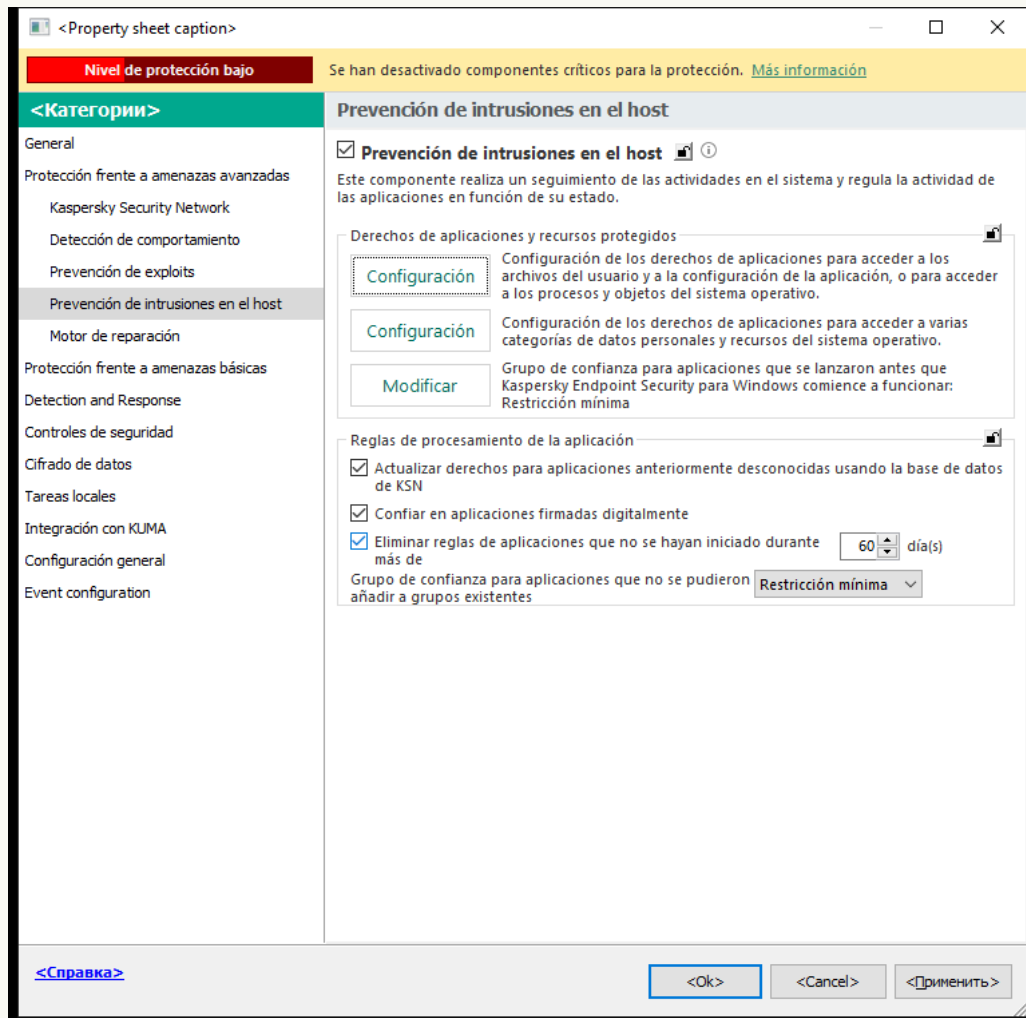 <Property sheet caption>
Nivel de protección bajo
Se han desactivado componentes críticos para la protección. Más información
<Категории>
General
Protección frente a amenazas avanzadas
Kaspersky Security Network
Detección de comportamiento
Prevención de exploits
Prevención de intrusiones en el host
Motor de reparación
Protección frente a amenazas básicas
Detection and Response
Controles de seguridad
Cifrado de datos
Tareas locales
Integración con KUMA
Configuración general
Event configuration
Prevención de intrusiones en el host
Prevención de intrusiones en el host
Este componente realiza un seguimiento de las actividades en el sistema y regula la actividad de
las aplicaciones en función de su estado.
Derechos de aplicaciones y recursos protegidos
Configuración
Configuración de los derechos de aplicaciones para acceder a los
archivos del usuario y a la configuración de la aplicación, o para acceder
a los procesos y objetos del sistema operativo.
Configuración
Configuración de los derechos de aplicaciones para acceder a varias
categorías de datos personales y recursos del sistema operativo.
Modificar
Grupo de confianza para aplicaciones que se lanzaron antes que
Kaspersky Endpoint Security para Windows comience a funcionar:
Restricción mínima
Reglas de procesamiento de la aplicación
Actualizar derechos para aplicaciones anteriormente desconocidas usando la base de datos
de KSN
Confiar en aplicaciones firmadas digitalmente
Eliminar reglas de aplicaciones que no se hayan iniciado durante
más de
60 día(s)
Grupo de confianza para aplicaciones que no se pudieron
añadir a grupos existentes
Restricción mínima
<Справка>
<Ok>
<Cancel>
<Применить>